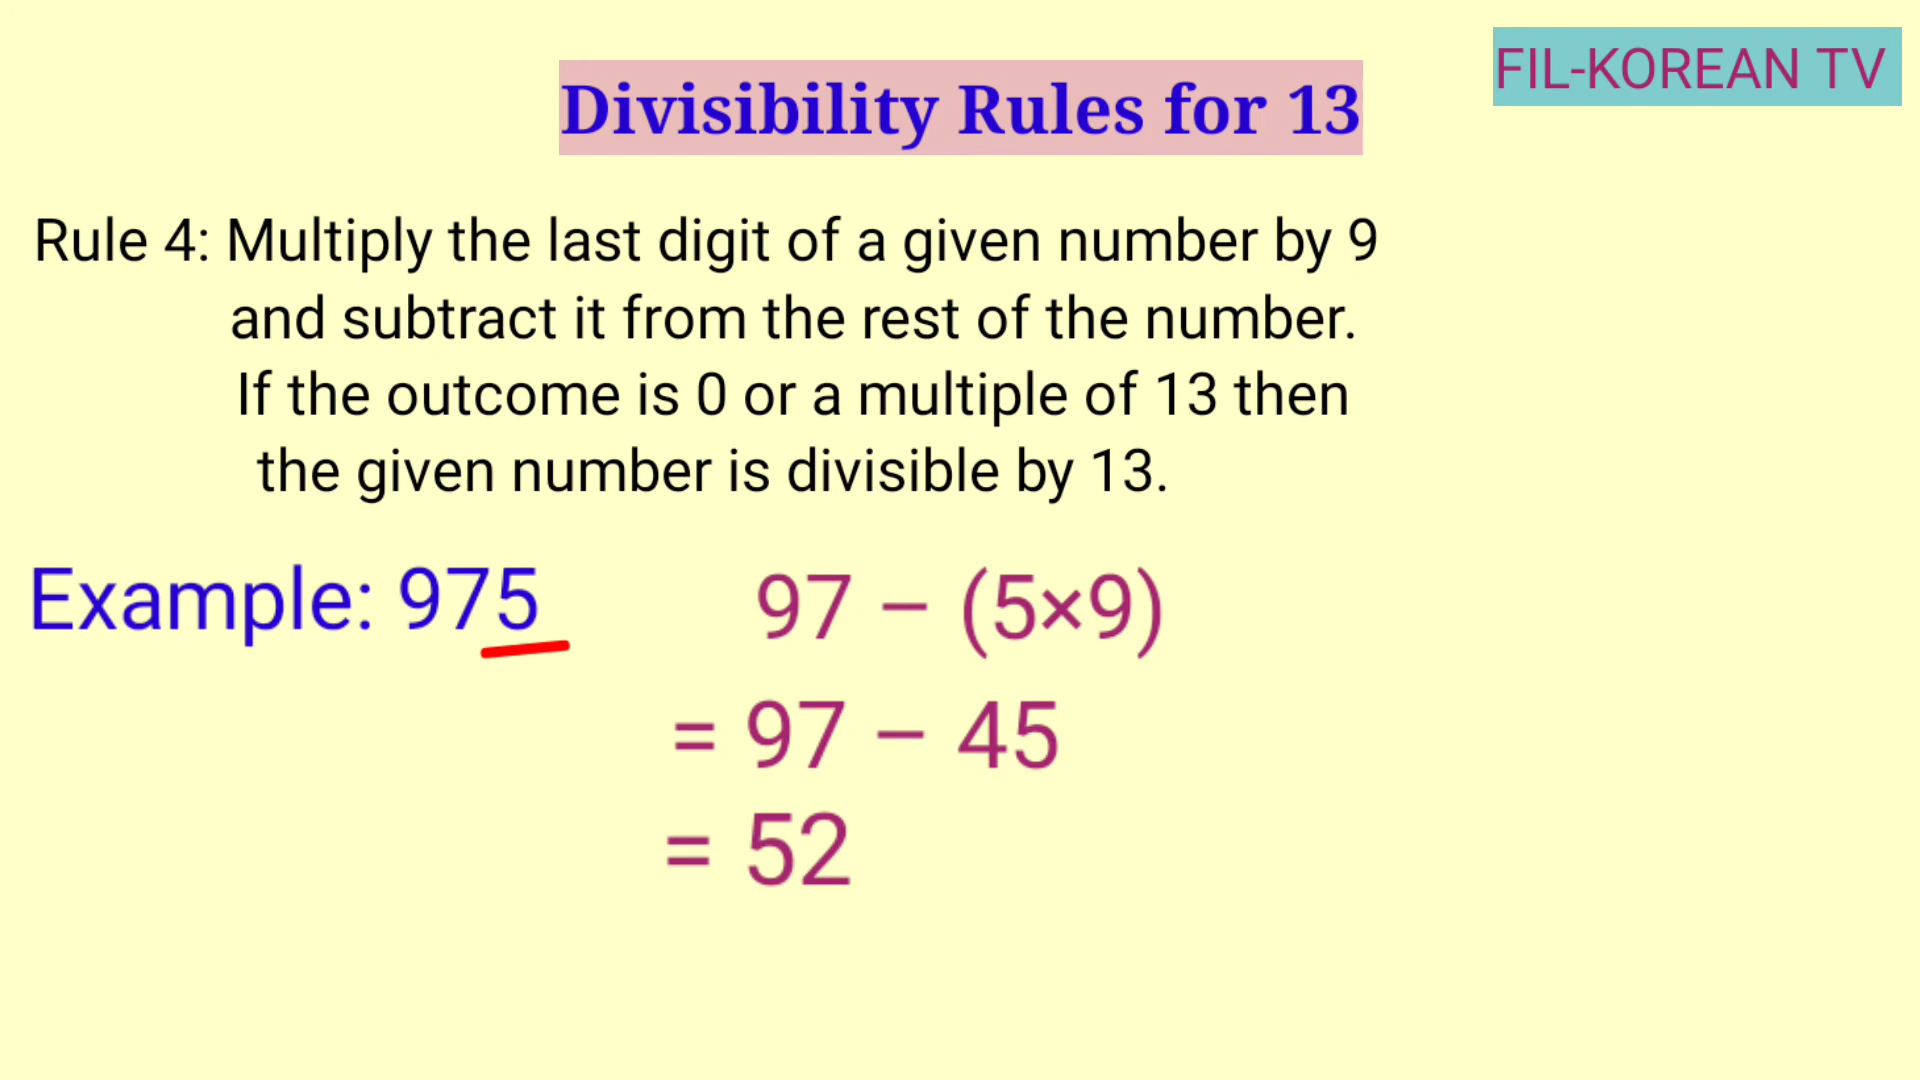 FIL-KOREAN TV
Divisibility Rules for 13
Rule 4: Multiply the last digit of a given number by 9
and subtract it from the rest of the number.
If the outcome is 0 or a multiple of 13 then
the given number is divisible by 13.
Example: 975
97 – (5×9)
= 97 – 45
= 52